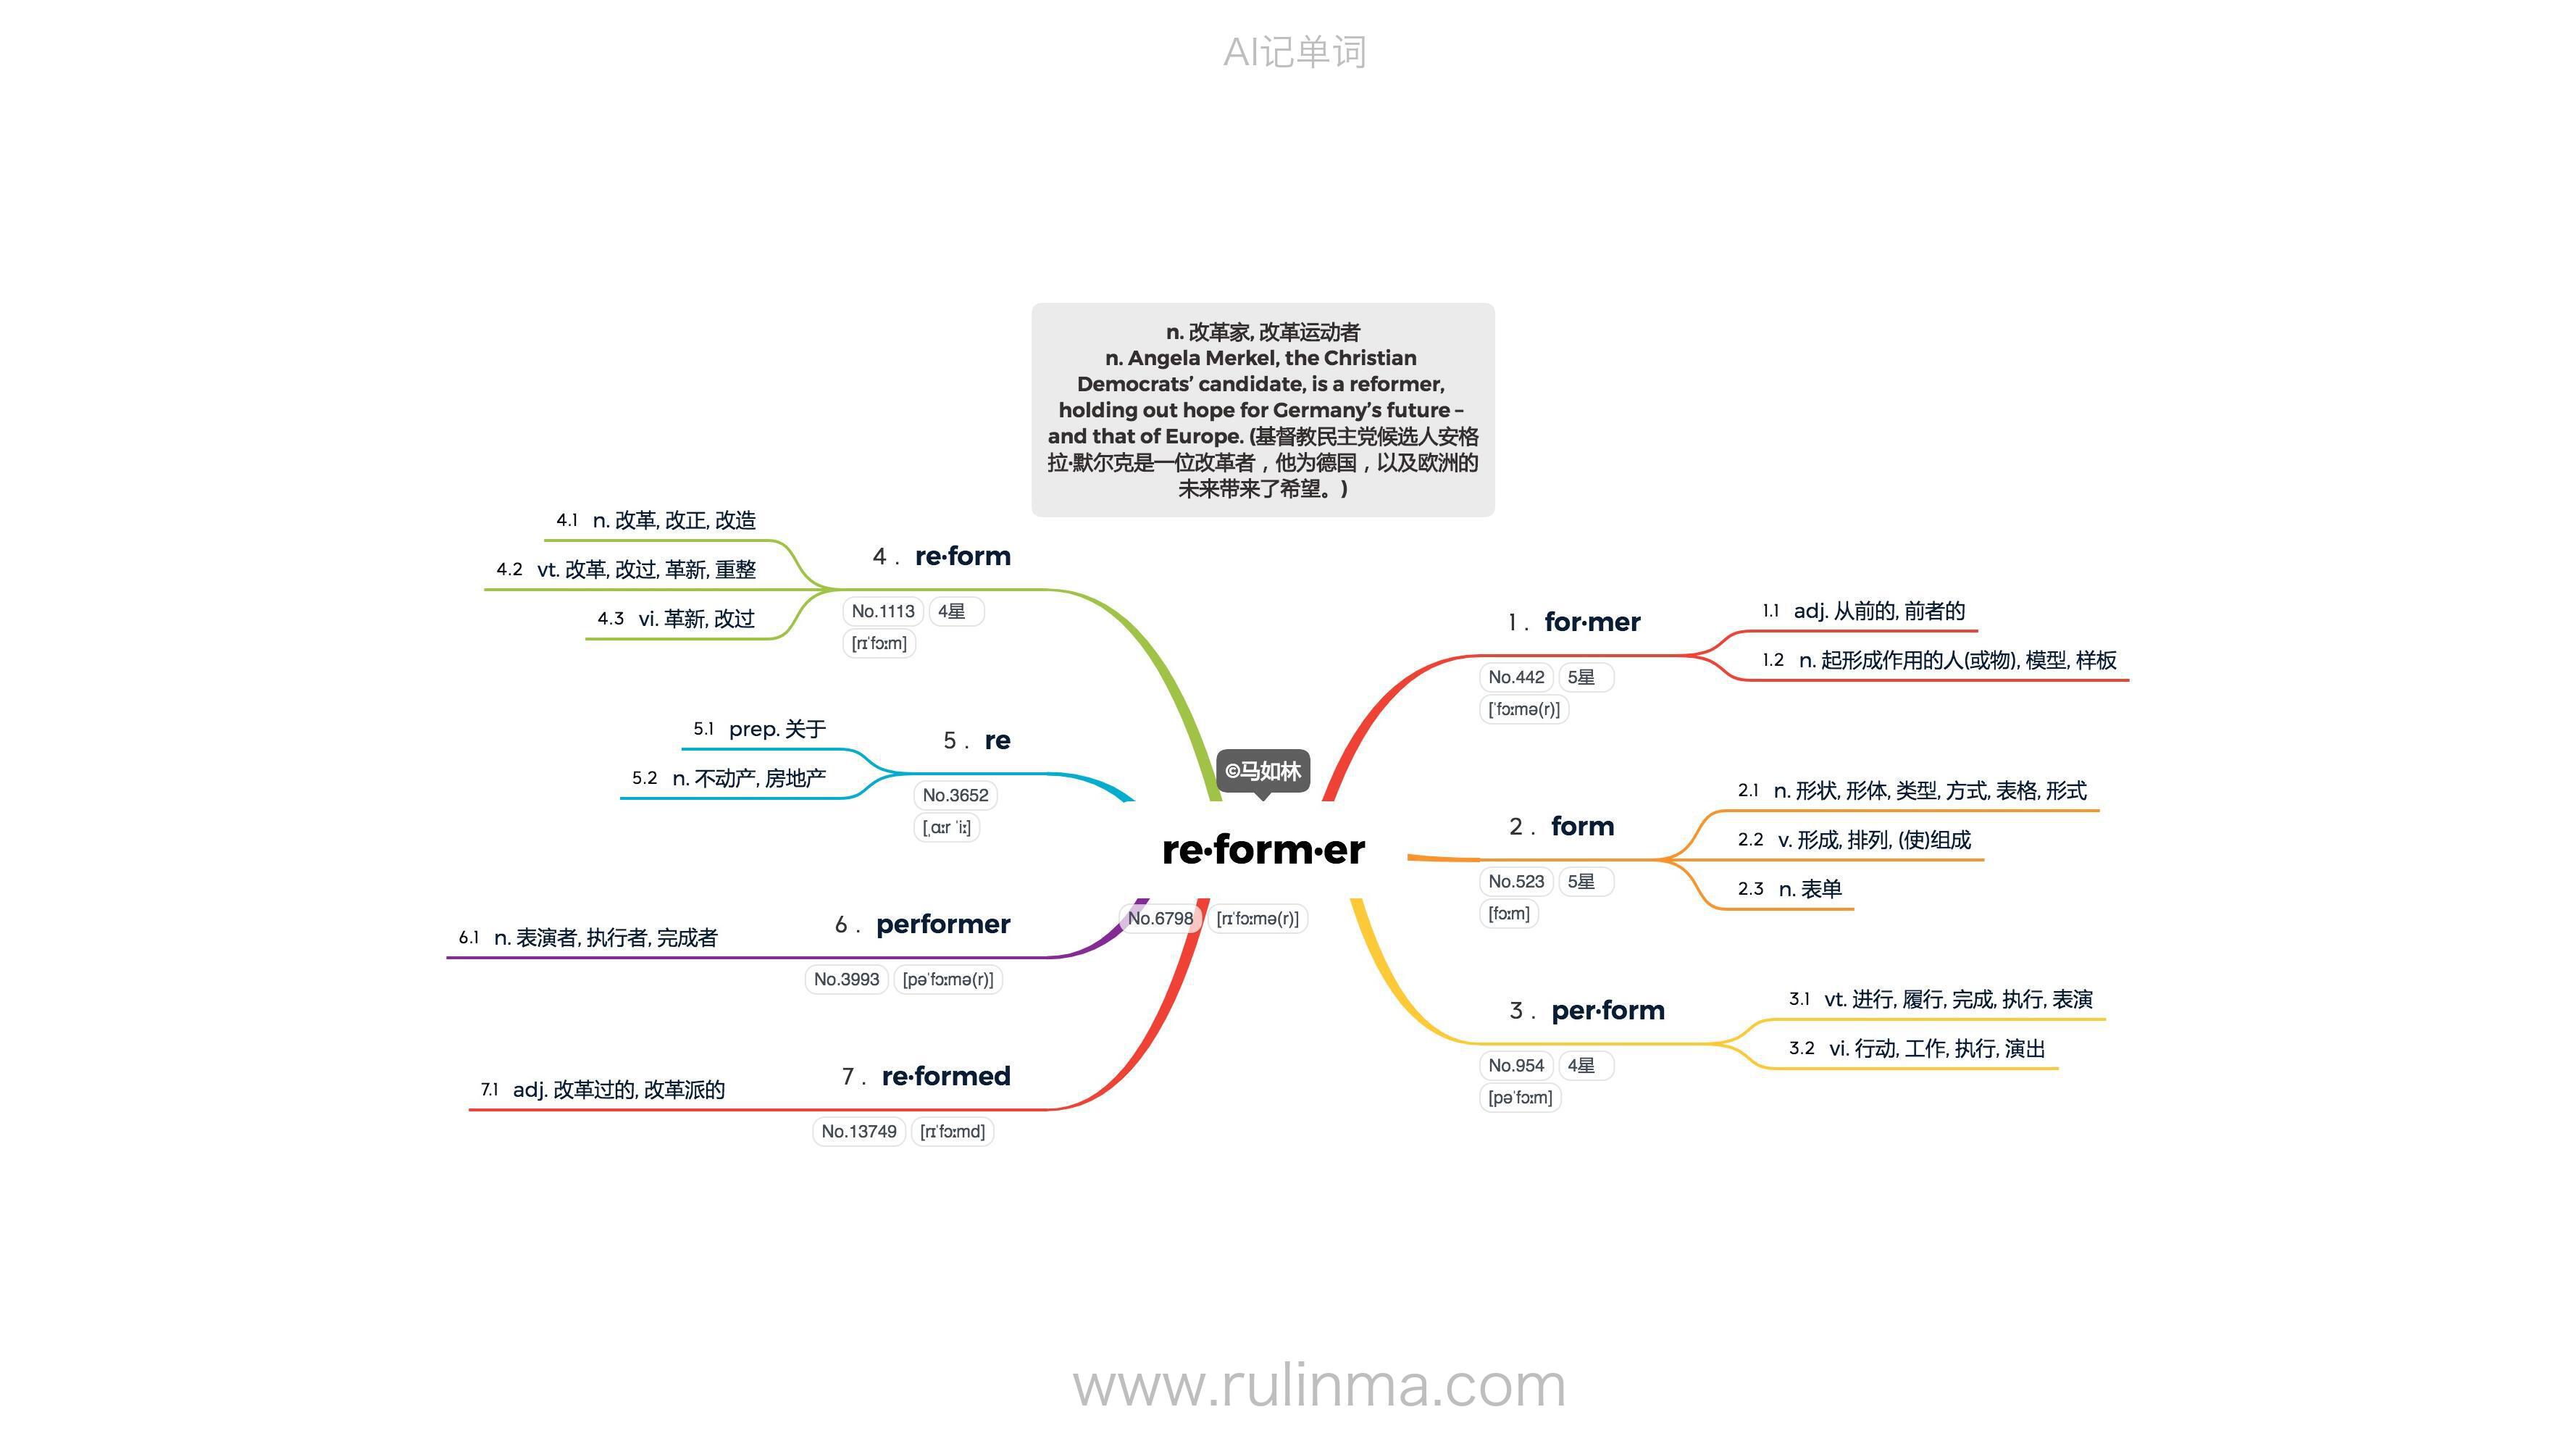 AI记单词
n. 改革家, 改革运动者
n. Angela Merkel, the Christian
Democrats’ candidate, is a reformer,
holding out hope for Germany’s future –
and that of Europe. (基督教民主党候选人安格
拉·默尔克是一位改革者，他为德国，以及欧洲的
未来带来了希望。)
©马如林
re·form·er
No.6798 [rɪˈfɔːmə(r)]
1. for·mer
No.442 5星
[ˈfɔːmə(r)]
1.1 adj. 从前的, 前者的
1.2 n. 起形成作用的人(或物), 模型, 样板
2. form
No.523 5星
[fɔːm]
2.1 n. 形状, 形体, 类型, 方式, 表格, 形式
2.2 v. 形成, 排列, (使)组成
2.3 n. 表单
3. per·form
No.954 4星
[pəˈfɔːm]
3.1 vt. 进行, 履行, 完成, 执行, 表演
3.2 vi. 行动, 工作, 执行, 演出
4. re·form
No.1113 4星
[rɪˈfɔːm]
4.1 n. 改革, 改正, 改造
4.2 vt. 改革, 改过, 革新, 重整
4.3 vi. 革新, 改过
5. re
No.3652
[ˌɑːr ˈiː]
5.1 prep. 关于
5.2 n. 不动产, 房地产
6. performer
No.3993 [pəˈfɔːmə(r)]
6.1 n. 表演者, 执行者, 完成者
7. re·formed
No.13749 [rɪˈfɔːmd]
7.1 adj. 改革过的, 改革派的
www.rulinma.com